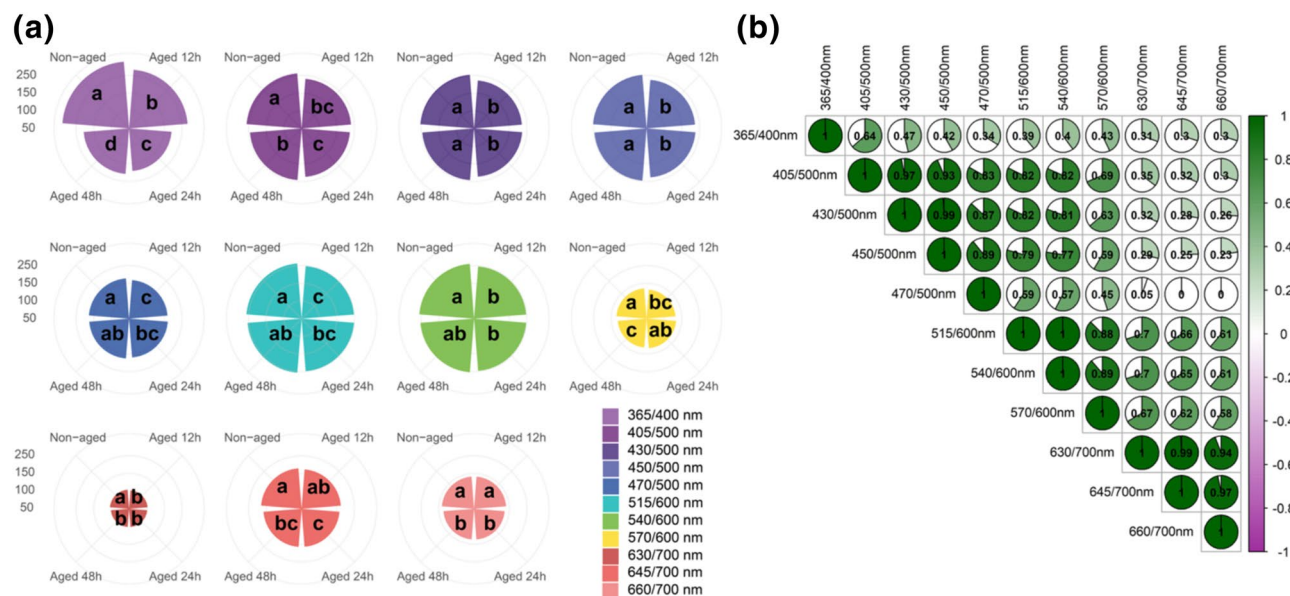 (a)
(b)
Non-aged Aged 12h Non-aged Aged 12h Non-aged Aged 12h Non-aged Aged 12h
250
200
150
100
50
a b a bc a b a b
d c b c a b a b
Aged 48h Aged 24h Aged 48h Aged 24h Aged 48h Aged 24h Aged 48h Aged 24h
Non-aged Aged 12h Non-aged Aged 12h Non-aged Aged 12h Non-aged Aged 12h
250
200
150
100
50
a c a c a b a bc
ab bc ab bc ab b c ab
Aged 48h Aged 24h Aged 48h Aged 24h Aged 48h Aged 24h Aged 48h Aged 24h
Non-aged Aged 12h Non-aged Aged 12h Non-aged Aged 12h
250
200
150
100
50
a b a ab a a
b b bc c b b
Aged 48h Aged 24h Aged 48h Aged 24h Aged 48h Aged 24h
365/400 nm
405/500 nm
430/500 nm
450/500 nm
470/500 nm
515/600 nm
540/600 nm
570/600 nm
630/700 nm
645/700 nm
660/700 nm
365/400nm 405/500nm 430/500nm 450/500nm 470/500nm 515/600nm 540/600nm 570/600nm 630/700nm 645/700nm 660/700nm
365/400nm 1 0.64 0.47 0.42 0.34 0.39 0.4 0.43 0.31 0.3 0.3
405/500nm 1 0.97 0.93 0.83 0.82 0.82 0.69 0.35 0.32 0.3
430/500nm 1 0.99 0.87 0.82 0.81 0.63 0.32 0.28 0.26
450/500nm 1 0.89 0.79 0.77 0.59 0.29 0.25 0.23
470/500nm 1 0.59 0.57 0.45 0.05 0 0
515/600nm 1 1 0.88 0.7 0.66 0.61
540/600nm 1 0.89 0.7 0.65 0.61
570/600nm 1 0.67 0.62 0.58
630/700nm 1 0.99 0.94
645/700nm 1 0.97
660/700nm 1
1
0.8
0.6
0.4
0.2
0
-0.2
-0.4
-0.6
-0.8
-1